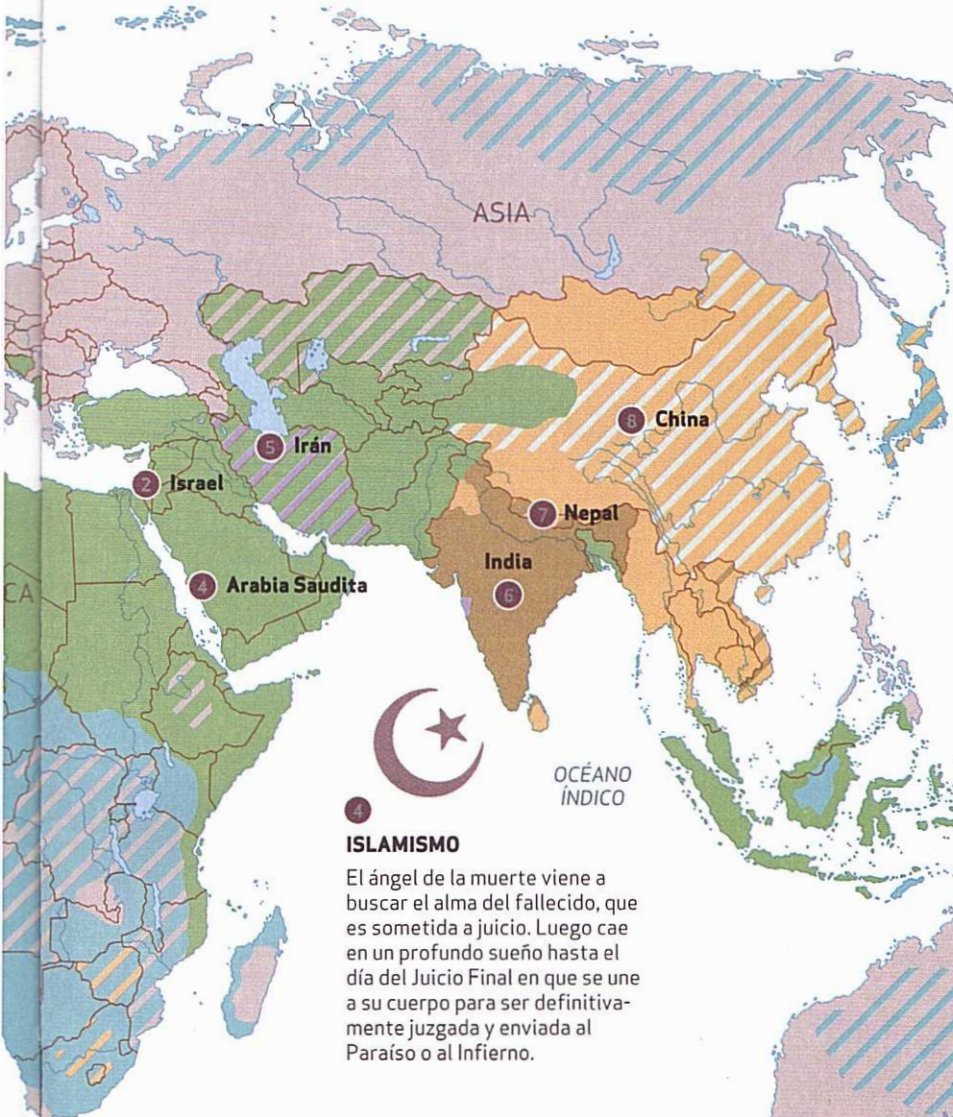 ASIA
8 China
5 Irán
2 Israel
7 Nepal
India
6
4 Arabia Saudita
CA
OCÉANO
ÍNDICO
4
ISLAMISMO
El ángel de la muerte viene a
buscar el alma del fallecido, que
es sometida a juicio. Luego cae
en un profundo sueño hasta el
día del Juicio Final en que se une
a su cuerpo para ser definitiva-
mente juzgada y enviada al
Paraíso o al Infierno.